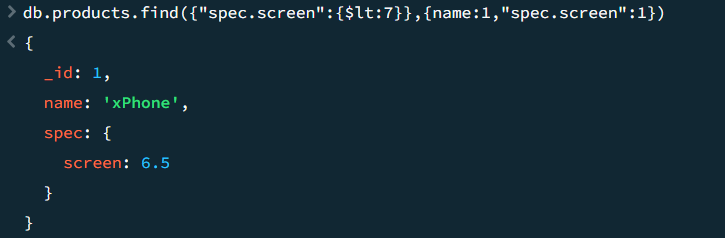 > db.products.find({"spec.screen":{$lt:7}},{name:1,"spec.screen":1})
< {
_id: 1,
name: 'xPhone',
spec: {
screen: 6.5
}
}